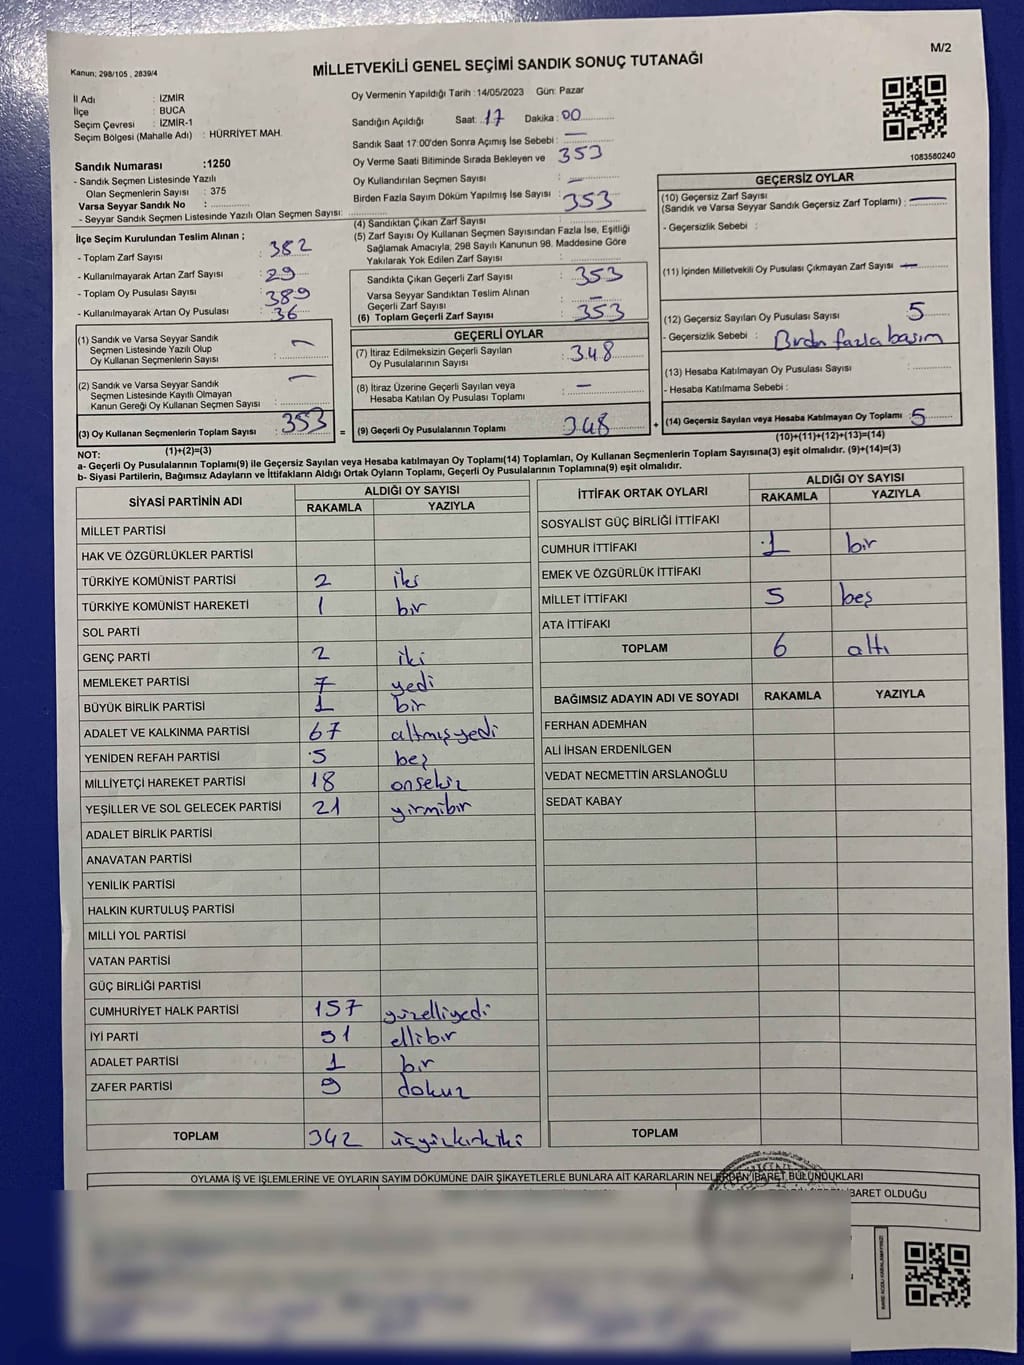 M/2
Kanun; 298/105 , 2839/4
MİLLETVEKİLİ GENEL SEÇİMİ SANDIK SONUÇ TUTANAĞI
İl Adı : İZMİR
İlçe : BUCA
Seçim Çevresi : İZMİR-1
Seçim Bölgesi (Mahalle Adı) : HÜRRİYET MAH.
Sandık Numarası :1250
- Sandık Seçmen Listesinde Yazılı
Olan Seçmenlerin Sayısı : 375
Varsa Seyyar Sandık No :
- Seyyar Sandık Seçmen Listesinde Yazılı Olan Seçmen Sayısı:
Oy Vermenin Yapıldığı Tarih :14/05/2023 Gün: Pazar
Sandığın Açıldığı Saat: 17 Dakika: 00
Sandık Saat 17:00'den Sonra Açımış İse Sebebi : —
Oy Verme Saati Bitiminde Sırada Bekleyen ve 353
Oy Kullandırılan Seçmen Sayısı : —
Birden Fazla Sayım Döküm Yapılmış İse Sayısı : 353
1083580240
İlçe Seçim Kurulundan Teslim Alınan ;
- Toplam Zarf Sayısı : 382
- Kullanılmayarak Artan Zarf Sayısı : 29
- Toplam Oy Pusulası Sayısı : 389
- Kullanılmayarak Artan Oy Pusulası : 36
(1) Sandık ve Varsa Seyyar Sandık
Seçmen Listesinde Yazılı Olup
Oy Kullanan Seçmenlerin Sayısı : —
(2) Sandık ve Varsa Seyyar Sandık
Seçmen Listesinde Kayıtlı Olmayan
Kanun Gereği Oy Kullanan Seçmen Sayısı : —
(3) Oy Kullanan Seçmenlerin Toplam Sayısı : 353
(1)+(2)=(3)
(4) Sandıktan Çıkan Zarf Sayısı
(5) Zarf Sayısı Oy Kullanan Seçmen Sayısından Fazla İse, Eşitliği
Sağlamak Amacıyla, 298 Sayılı Kanunun 98. Maddesine Göre
Yakılarak Yok Edilen Zarf Sayısı :
Sandıkta Çıkan Geçerli Zarf Sayısı : 353
Varsa Seyyar Sandıktan Teslim Alınan
Geçerli Zarf Sayısı : —
(6) Toplam Geçerli Zarf Sayısı : 353
GEÇERLİ OYLAR
(7) İtiraz Edilmeksizin Geçerli Sayılan
Oy Pusulalarının Sayısı : 348
(8) İtiraz Üzerine Geçerli Sayılan veya
Hesaba Katılan Oy Pusulası Toplamı : —
= (9) Geçerli Oy Pusulalarının Toplamı : 348
GEÇERSİZ OYLAR
(10) Geçersiz Zarf Sayısı
(Sandık ve Varsa Seyyar Sandık Geçersiz Zarf Toplamı) : —
- Geçersizlik Sebebi :
(11) İçinden Milletvekili Oy Pusulası Çıkmayan Zarf Sayısı : —
(12) Geçersiz Sayılan Oy Pusulası Sayısı : 5
- Geçersizlik Sebebi : Birden fazla basım
(13) Hesaba Katılmayan Oy Pusulası Sayısı :
- Hesaba Katılmama Sebebi :
+ (14) Geçersiz Sayılan veya Hesaba Katılmayan Oy Toplamı : 5
(10)+(11)+(12)+(13)=(14)
NOT:
a- Geçerli Oy Pusulalarının Toplamı(9) ile Geçersiz Sayılan veya Hesaba katılmayan Oy Toplamı(14) Toplamları, Oy Kullanan Seçmenlerin Toplam Sayısına(3) eşit olmalıdır. (9)+(14)=(3)
b- Siyasi Partilerin, Bağımsız Adayların ve İttifakların Aldığı Ortak Oyların Toplamı, Geçerli Oy Pusulalarının Toplamına(9) eşit olmalıdır.
SİYASİ PARTİNİN ADI ALDIĞI OY SAYISI
RAKAMLA YAZIYLA
MİLLET PARTİSİ
HAK VE ÖZGÜRLÜKLER PARTİSİ
TÜRKİYE KOMÜNİST PARTİSİ 2 iki
TÜRKİYE KOMÜNİST HAREKETİ 1 bir
SOL PARTİ
GENÇ PARTİ 2 iki
MEMLEKET PARTİSİ 7 yedi
BÜYÜK BİRLİK PARTİSİ 1 bir
ADALET VE KALKINMA PARTİSİ 67 altmışyedi
YENİDEN REFAH PARTİSİ 5 beş
MİLLİYETÇİ HAREKET PARTİSİ 18 onsekiz
YEŞİLLER VE SOL GELECEK PARTİSİ 21 yirmibir
ADALET BİRLİK PARTİSİ
ANAVATAN PARTİSİ
YENİLİK PARTİSİ
HALKIN KURTULUŞ PARTİSİ
MİLLİ YOL PARTİSİ
VATAN PARTİSİ
GÜÇ BİRLİĞİ PARTİSİ
CUMHURİYET HALK PARTİSİ 157 yüzelliyedi
İYİ PARTİ 51 ellibir
ADALET PARTİSİ 1 bir
ZAFER PARTİSİ 9 dokuz
TOPLAM 342 üçyüzkırkiki
İTTİFAK ORTAK OYLARI ALDIĞI OY SAYISI
RAKAMLA YAZIYLA
SOSYALİST GÜÇ BİRLİĞİ İTTİFAKI
CUMHUR İTTİFAKI 1 bir
EMEK VE ÖZGÜRLÜK İTTİFAKI
MİLLET İTTİFAKI 5 beş
ATA İTTİFAKI
TOPLAM 6 altı
BAĞIMSIZ ADAYIN ADI VE SOYADI RAKAMLA YAZIYLA
FERHAN ADEMHAN
ALİ İHSAN ERDENİLGEN
VEDAT NECMETTİN ARSLANOĞLU
SEDAT KABAY
TOPLAM
OYLAMA İŞ VE İŞLEMLERİNE VE OYLARIN SAYIM DÖKÜMÜNE DAİR ŞİKAYETLERLE BUNLARA AİT KARARLARIN NELERDEN İBARET BULUNDUKLARI
İBARET OLDUĞU